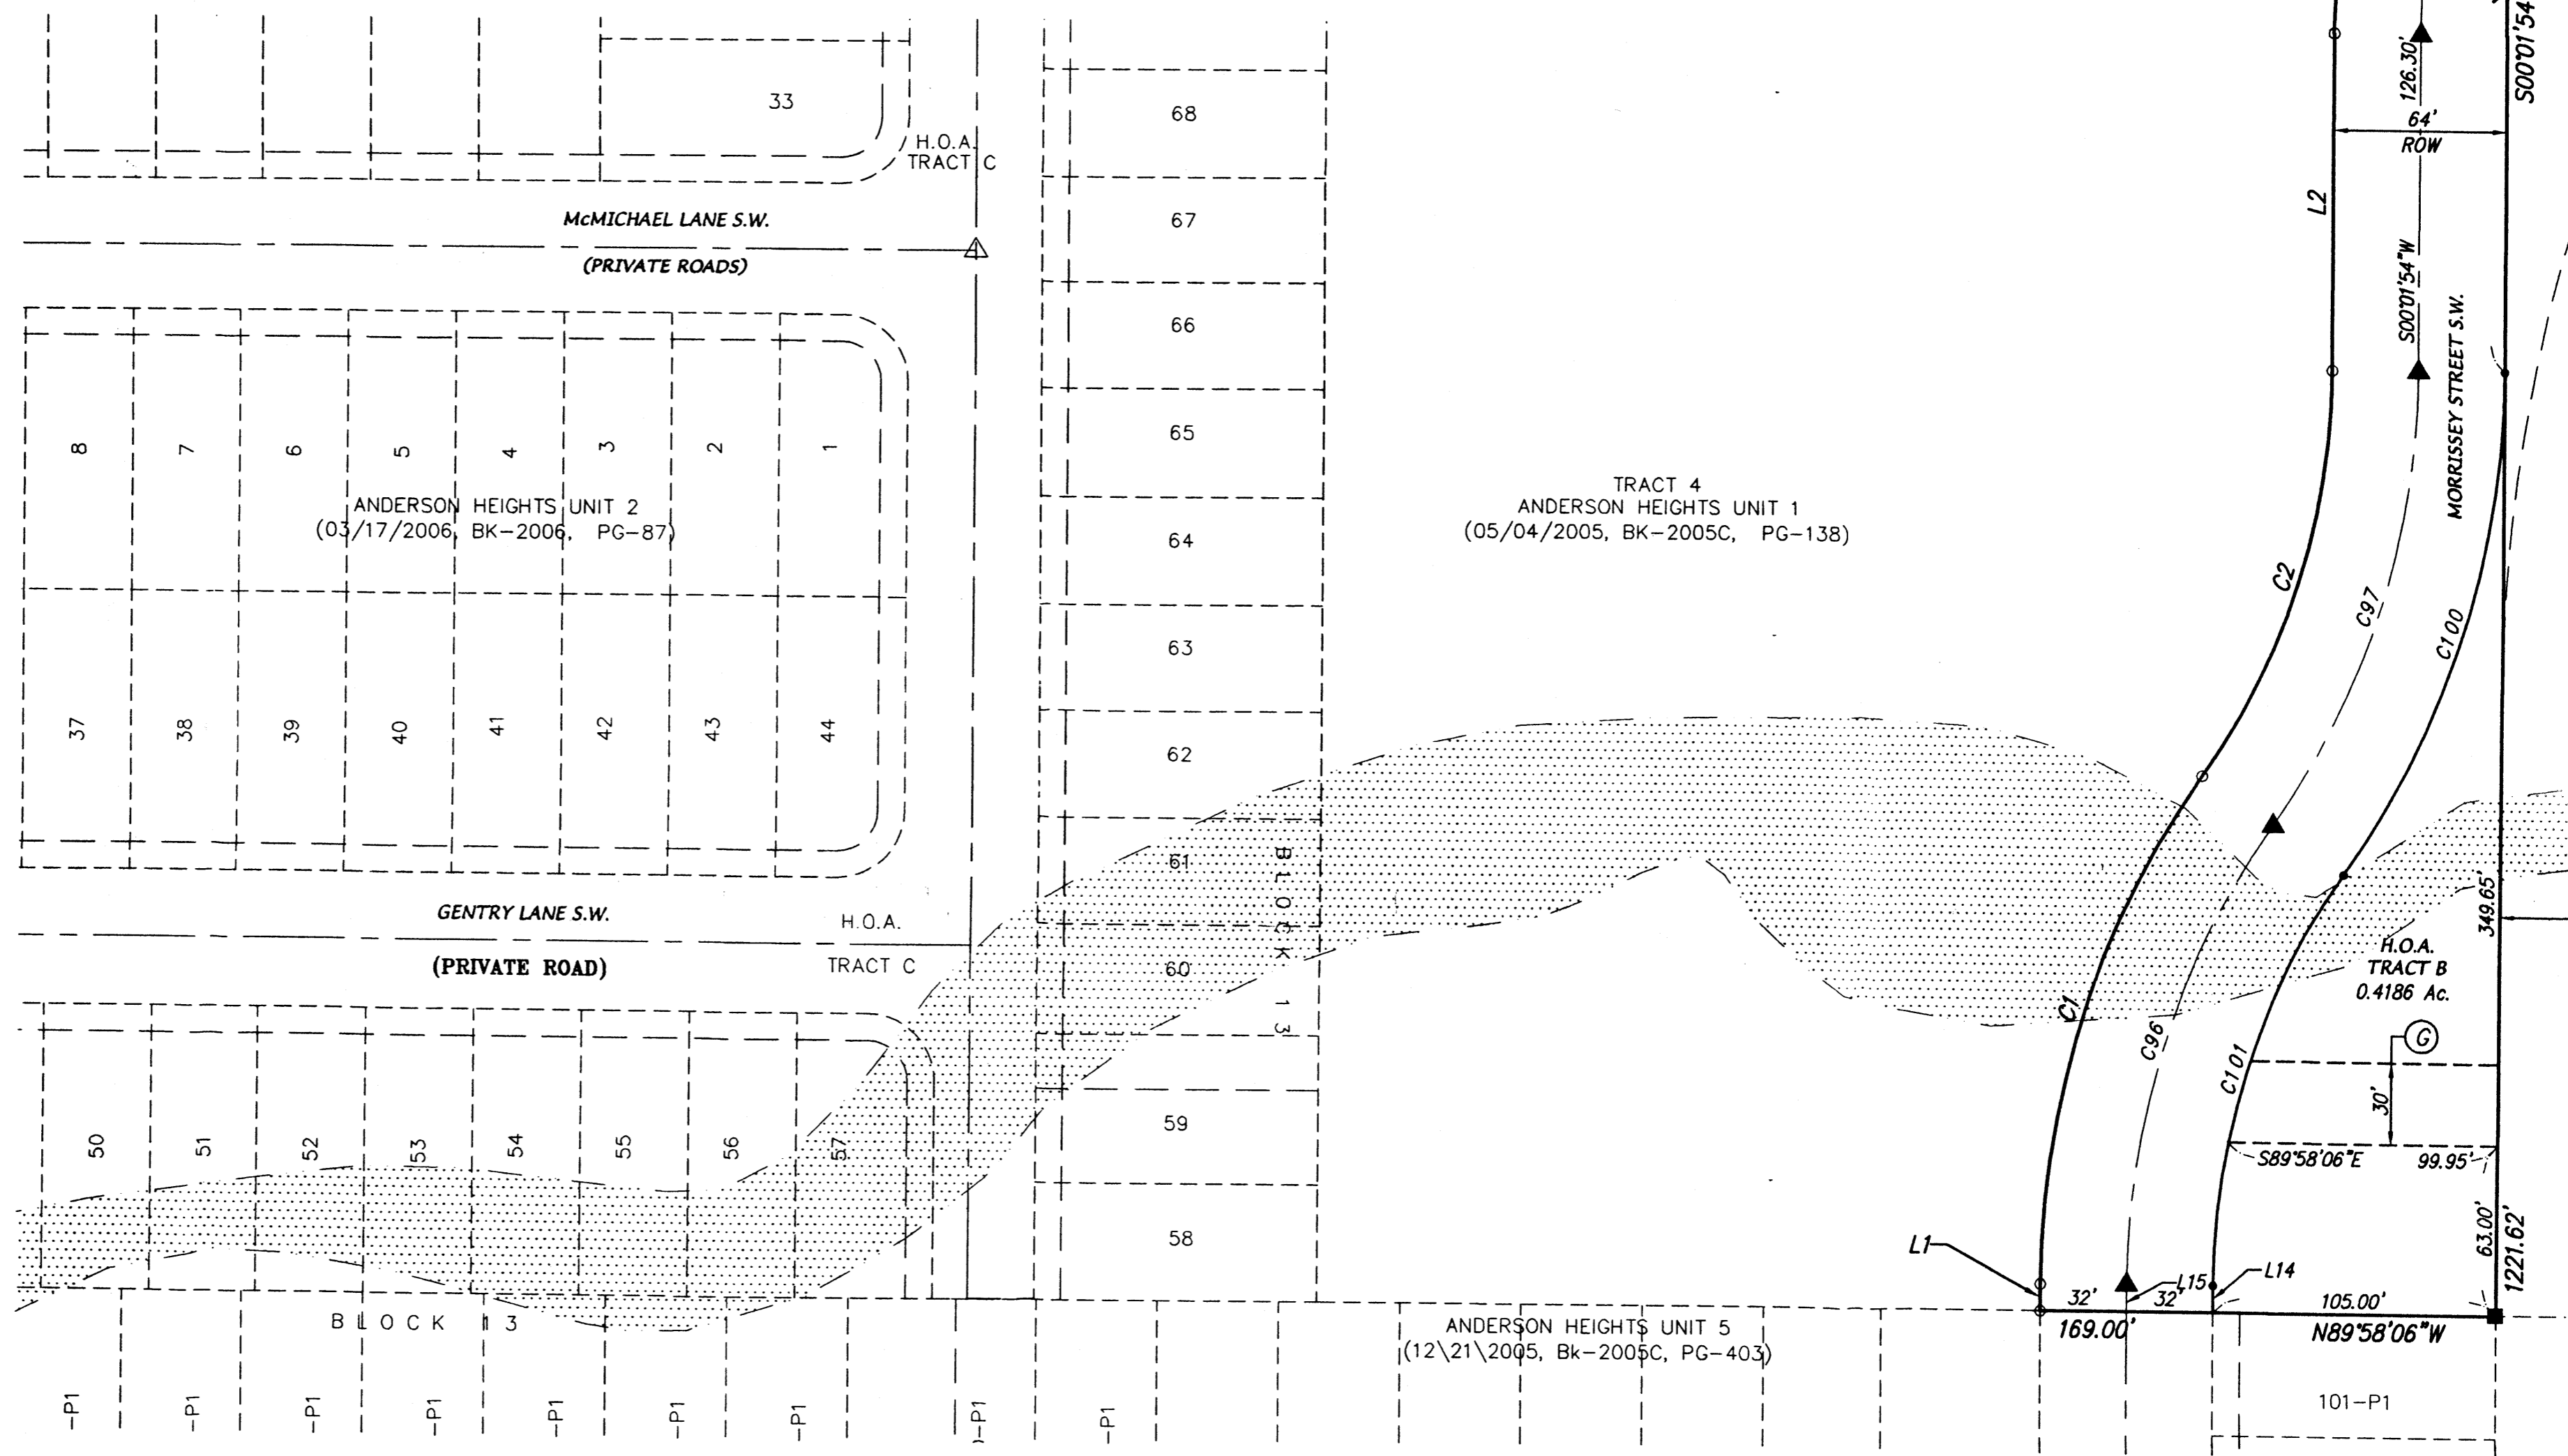 33
H.O.A.
TRACT C
McMICHAEL LANE S.W.
(PRIVATE ROADS)
8
7
6
5
4
3
2
1
ANDERSON HEIGHTS UNIT 2
(03/17/2006, BK-2006, PG-87)
37
38
39
40
41
42
43
44
GENTRY LANE S.W.
(PRIVATE ROAD)
H.O.A.
TRACT C
50
51
52
53
54
55
56
57
BLOCK 13
-P1
-P1
-P1
-P1
-P1
-P1
-P1
-P1
-P1
68
67
66
65
64
63
62
61
60
59
58
BLOCK 13
TRACT 4
ANDERSON HEIGHTS UNIT 1
(05/04/2005, BK-2005C, PG-138)
ANDERSON HEIGHTS UNIT 5
(12\21\2005, Bk-2005C, PG-403)
S00°01'54
126.30'
64'
ROW
L2
S00°01'54"W
MORRISSEY STREET S.W.
C2
C97
C100
349.65'
H.O.A.
TRACT B
0.4186 Ac.
G
C1
C96
C101
30'
S89°58'06"E
99.95'
63.00'
1221.62'
L1
L15
L14
32'
32'
105.00'
169.00'
N89°58'06"W
101-P1